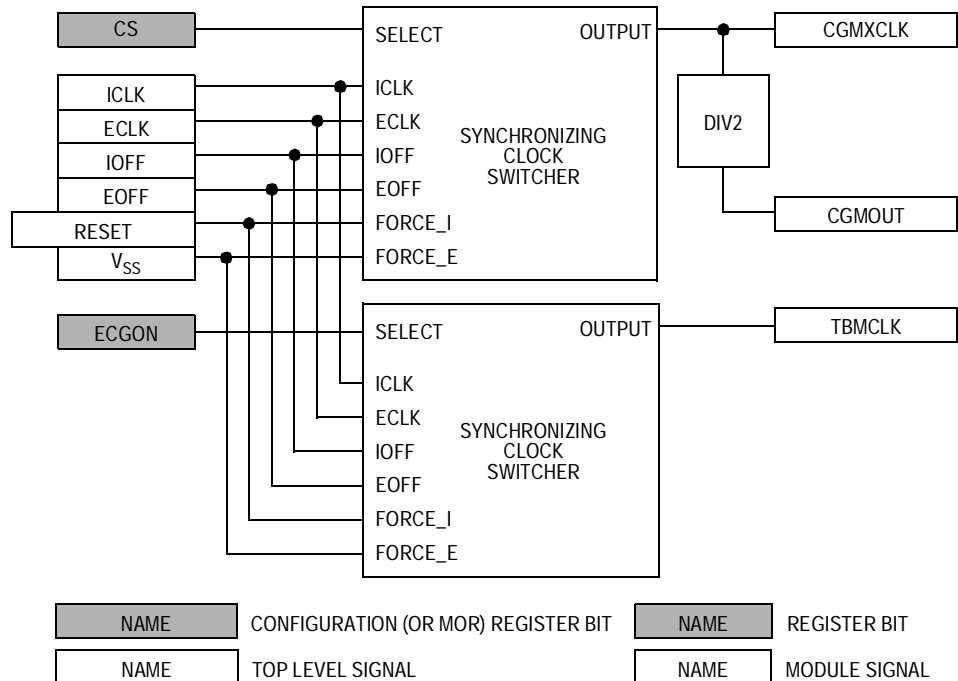 CS
SELECT
OUTPUT
CGMXCLK
ICLK
ECLK
IOFF
EOFF
RESET
VSS
ICLK
ECLK
IOFF
EOFF
FORCE_I
FORCE_E
SYNCHRONIZING
CLOCK
SWITCHER
DIV2
CGMOUT
ECGON
SELECT
OUTPUT
TBMCLK
ICLK
ECLK
IOFF
EOFF
FORCE_I
FORCE_E
SYNCHRONIZING
CLOCK
SWITCHER
NAME CONFIGURATION (OR MOR) REGISTER BIT
NAME REGISTER BIT
NAME TOP LEVEL SIGNAL
NAME MODULE SIGNAL